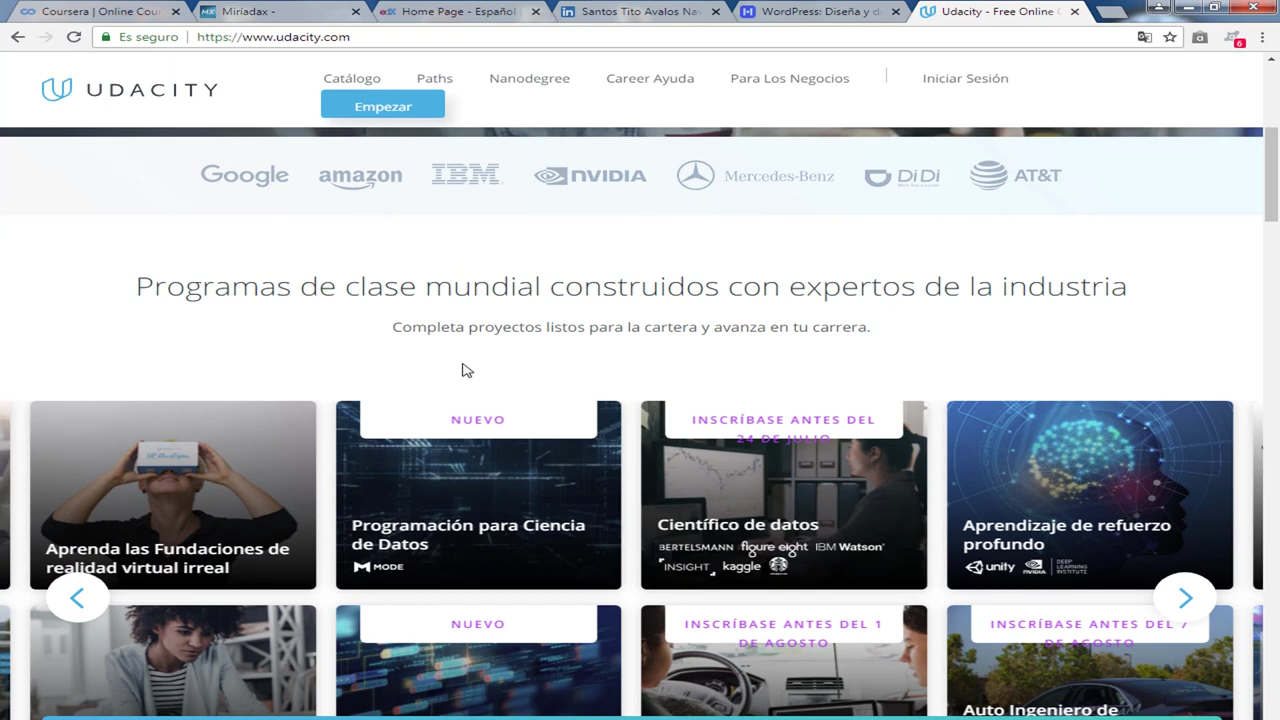 Coursera | Online Cour
Miríadax -
edX Home Page - Español
Santos Tito Avalos Nav
WordPress: Diseña y d
Udacity - Free Online C
Es seguro
https://www.udacity.com
6
UDACITY
Catálogo
Paths
Nanodegree
Career Ayuda
Para Los Negocios
Iniciar Sesión
Empezar
Google
amazon
IBM
NVIDIA
Mercedes-Benz
DiDi
AT&T
Programas de clase mundial construidos con expertos de la industria
Completa proyectos listos para la cartera y avanza en tu carrera.
Aprenda las Fundaciones de
realidad virtual irreal
NUEVO
Programación para Ciencia
de Datos
MODE
INSCRÍBASE ANTES DEL
24 DE JULIO
Científico de datos
BERTELSMANN
figure eight
IBM Watson
INSIGHT
kaggle
Aprendizaje de refuerzo
profundo
unity
NVIDIA
DEEP
LEARNING
INSTITUTE
NUEVO
INSCRÍBASE ANTES DEL 1
DE AGOSTO
INSCRÍBASE ANTES DEL 7
DE AGOSTO
Auto Ingeniero de